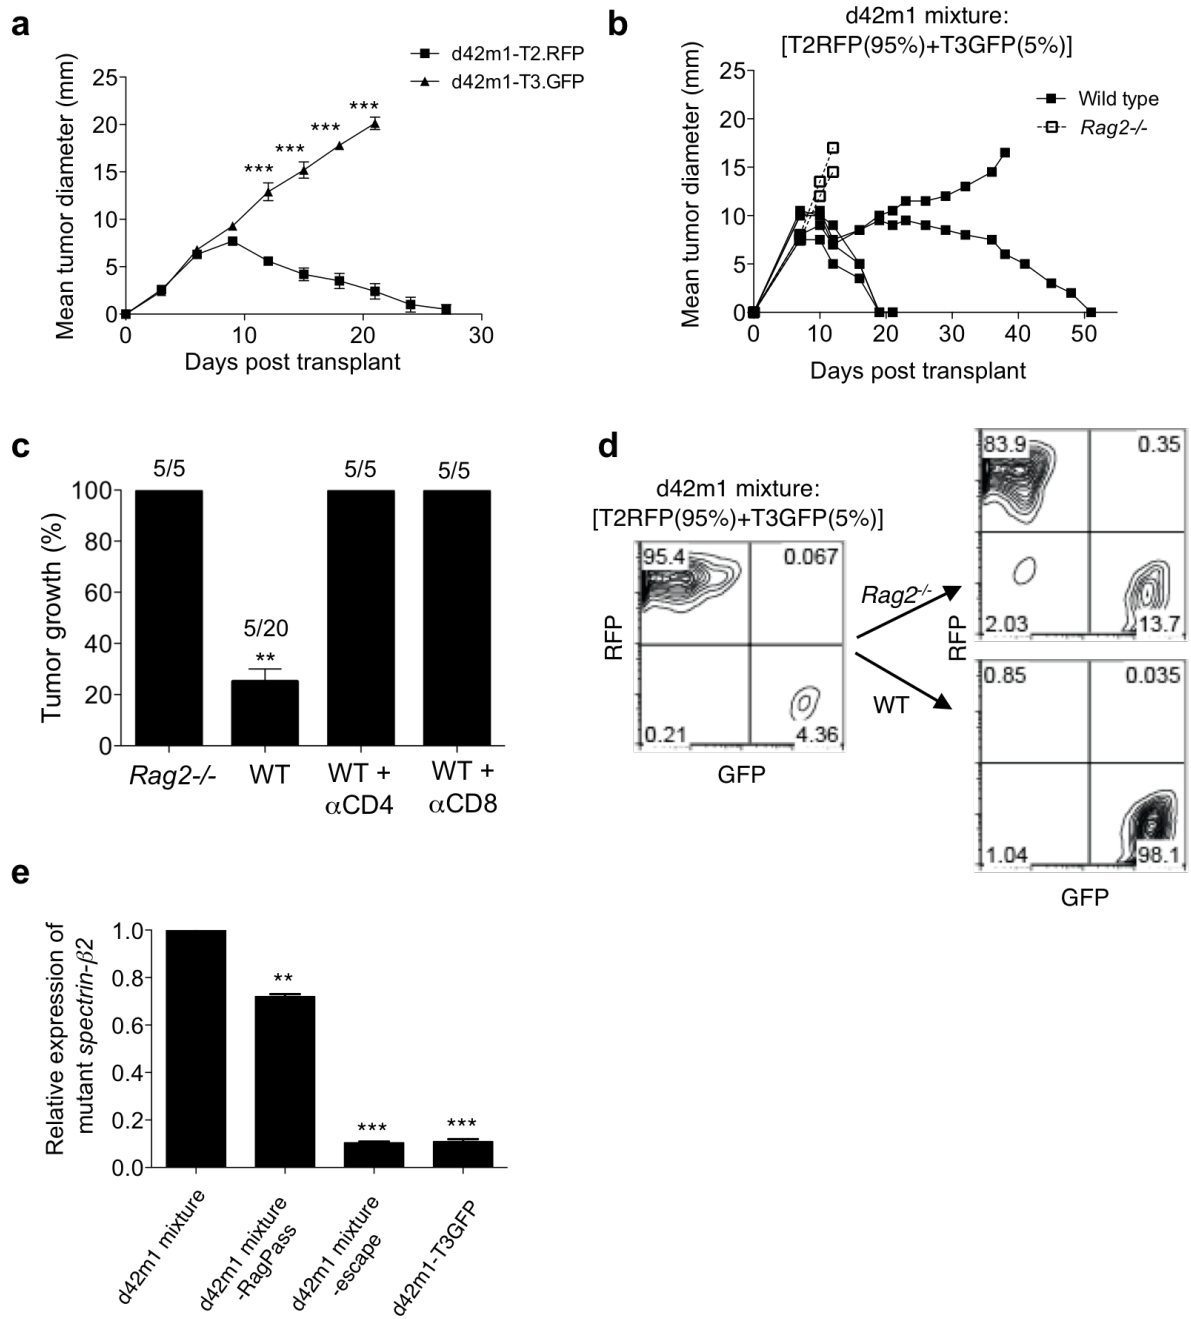 a
d42m1-T2.RFP
d42m1-T3.GFP
Mean tumor diameter (mm)
25
20
15
10
5
0
***
***
***
***
0 10 20 30
Days post transplant
b
d42m1 mixture:
[T2RFP(95%)+T3GFP(5%)]
Wild type
Rag2-/-
Mean tumor diameter (mm)
25
20
15
10
5
0
0 10 20 30 40 50
Days post transplant
c
Tumor growth (%)
100
80
60
40
20
0
5/5
5/20
**
5/5
5/5
Rag2-/-
WT
WT +
αCD4
WT +
αCD8
d
d42m1 mixture:
[T2RFP(95%)+T3GFP(5%)]
95.4 0.067
0.21 4.36
RFP
GFP
Rag2-/-
WT
RFP
83.9 0.35
2.03 13.7
0.85 0.035
1.04 98.1
GFP
e
Relative expression of
mutant spectrin-β2
1.0
0.8
0.6
0.4
0.2
0.0
**
***
***
d42m1 mixture
d42m1 mixture
-RagPass
d42m1 mixture
-escape
d42m1-T3GFP